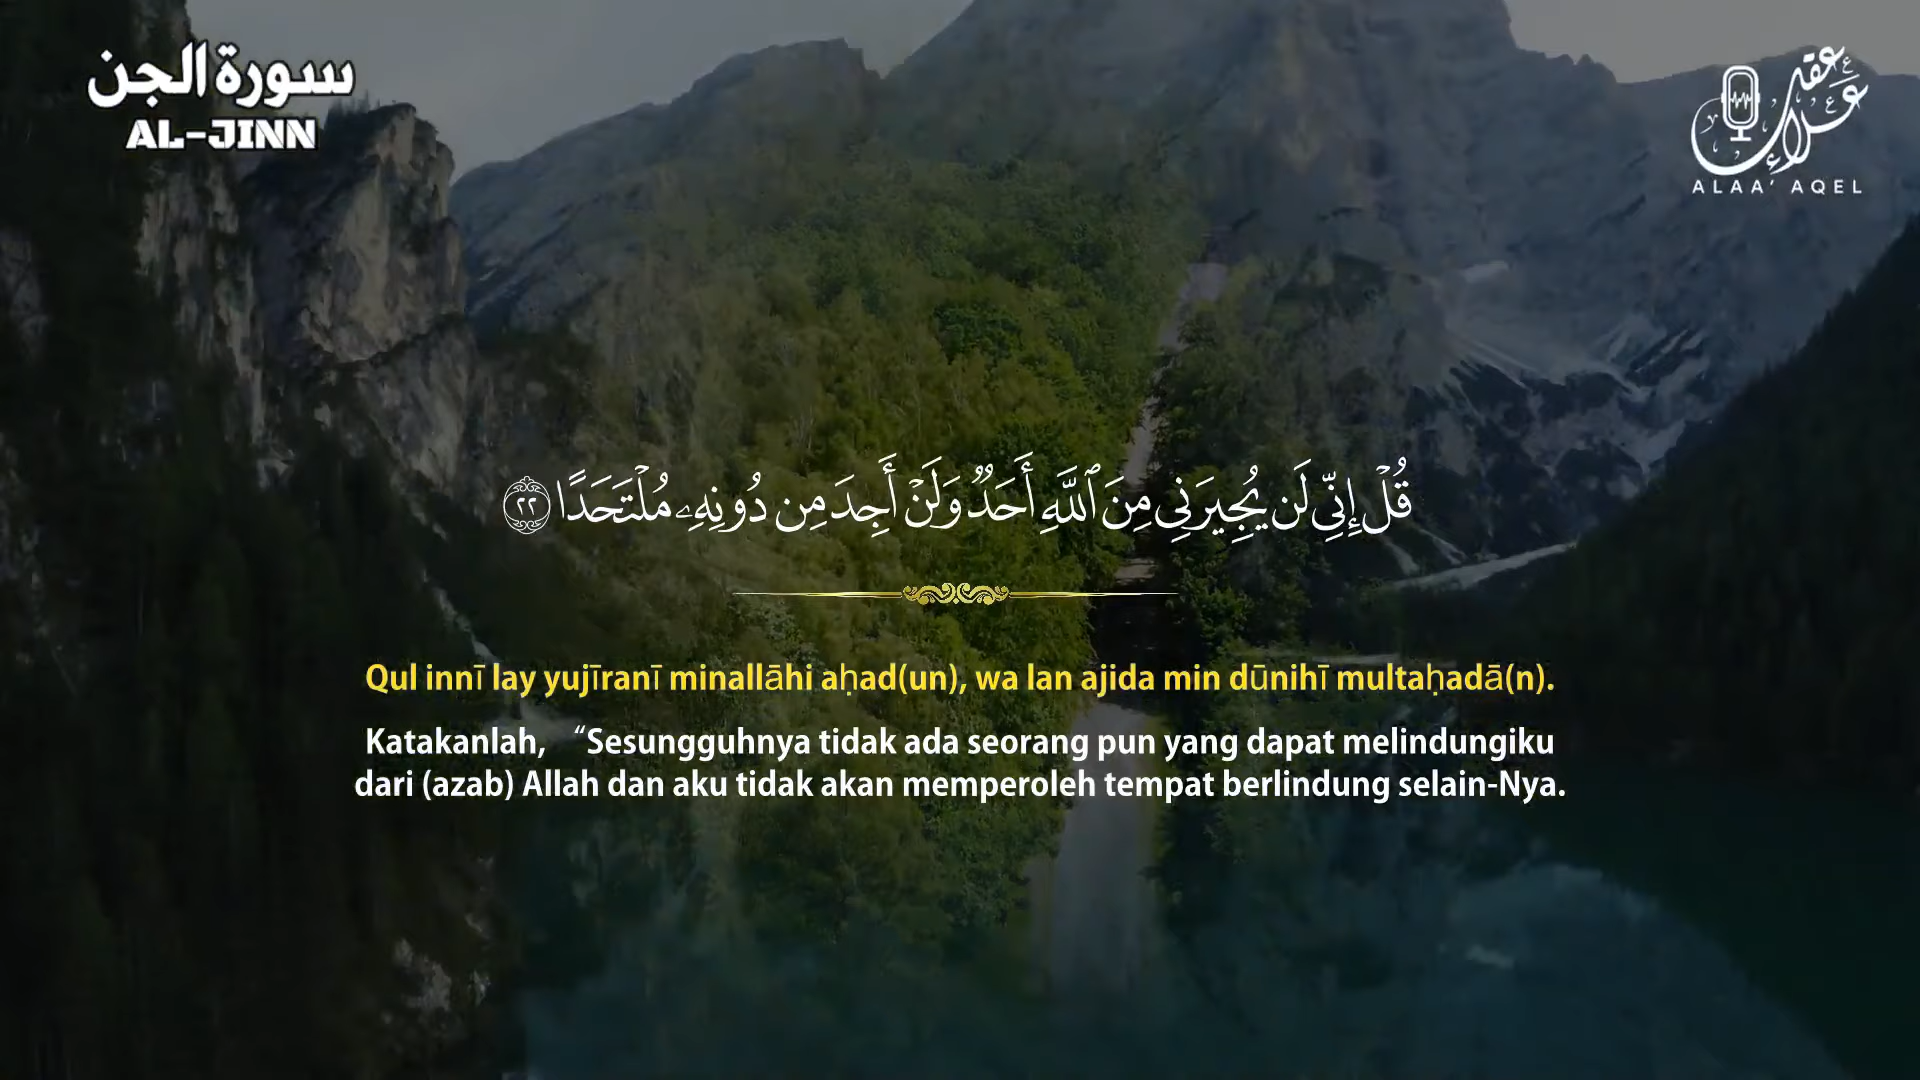 سورة الجن
AL-JINN
علاء عقل
ALAA' AQEL
قُلْ إِنِّي لَن يُجِيرَنِي مِنَ ٱللَّهِ أَحَدٌ وَلَنْ أَجِدَ مِن دُونِهِۦ مُلْتَحَدًا ٢٢
Qul innī lay yujīranī minallāhi aḥad(un), wa lan ajida min dūnihī multaḥadā(n).
Katakanlah, “Sesungguhnya tidak ada seorang pun yang dapat melindungiku
dari (azab) Allah dan aku tidak akan memperoleh tempat berlindung selain-Nya.